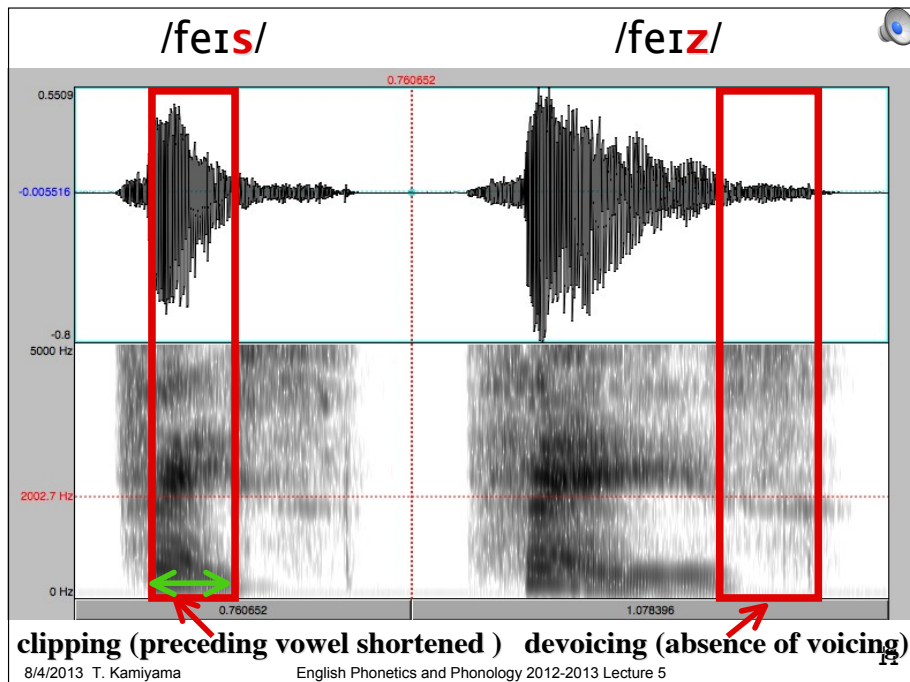 /feɪs/ /feɪz/
0.760652
0.5509
-0.005516
-0.8
5000 Hz
2002.7 Hz
0 Hz
0.760652 1.078396
clipping (preceding vowel shortened ) devoicing (absence of voicing)
8/4/2013 T. Kamiyama English Phonetics and Phonology 2012-2013 Lecture 5